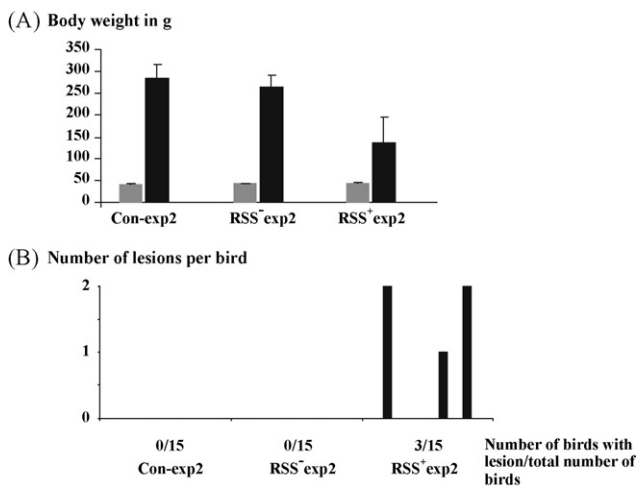 (A) Body weight in g
350
300
250
200
150
100
50
0
Con-exp2 RSS⁻exp2 RSS⁺exp2
(B) Number of lesions per bird
2
1
0
0/15 0/15 3/15 Number of birds with
Con-exp2 RSS⁻exp2 RSS⁺exp2 lesion/total number of
birds